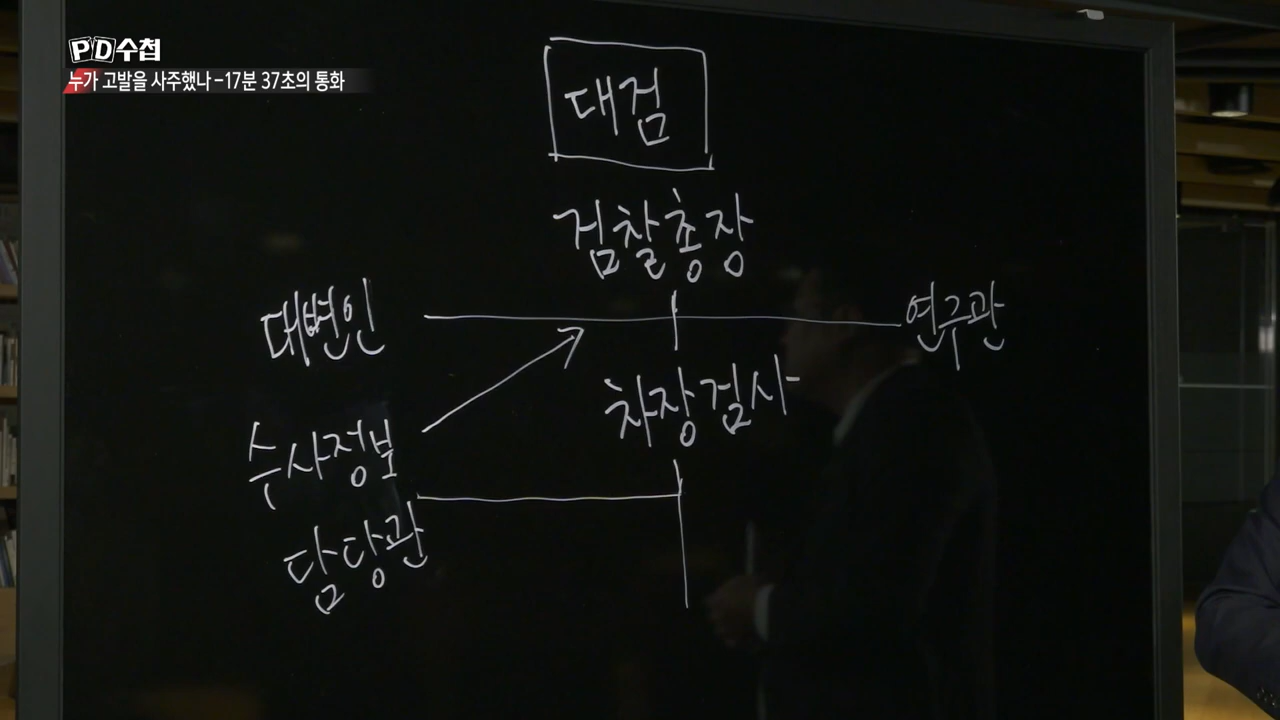 PD수첩
누가 고발을 사주했나-17분 37초의 통화
대검
검찰총장
대변인
연구관
차장검사
수사정보
담당관